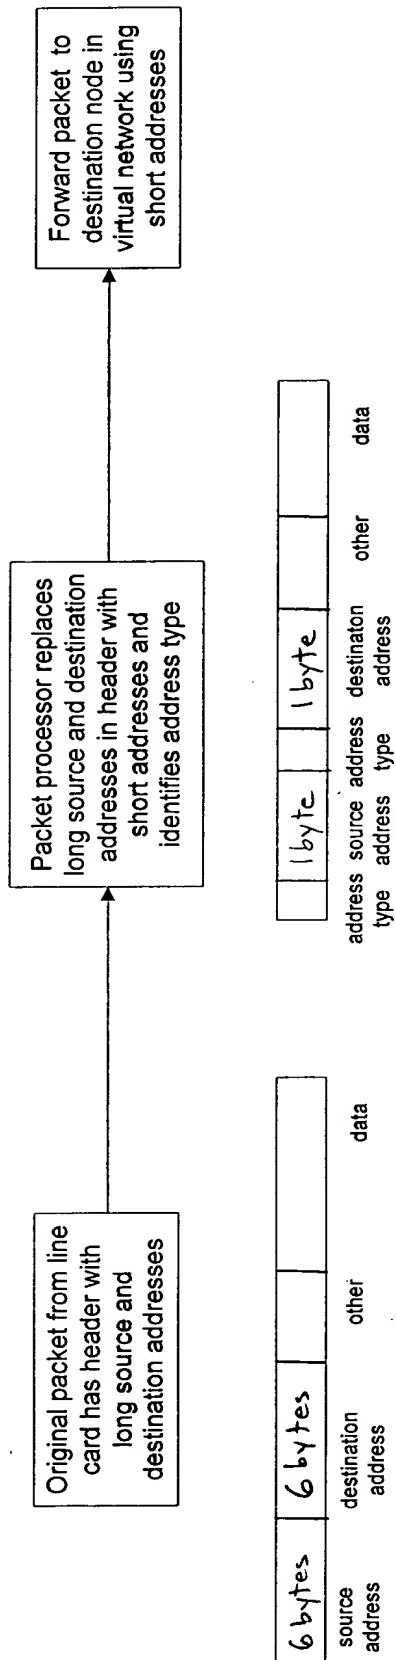 Original packet from line
card has header with
long source and
destination addresses
Packet processor replaces
long source and destination
addresses in header with
short addresses and
identifies address type
Forward packet to
destination node in
virtual network using
short addresses
6 bytes 6 bytes
source
address
destination
address
other
data
1 byte 1 byte
address
type
source
address
address
type
destinaton
address
other
data